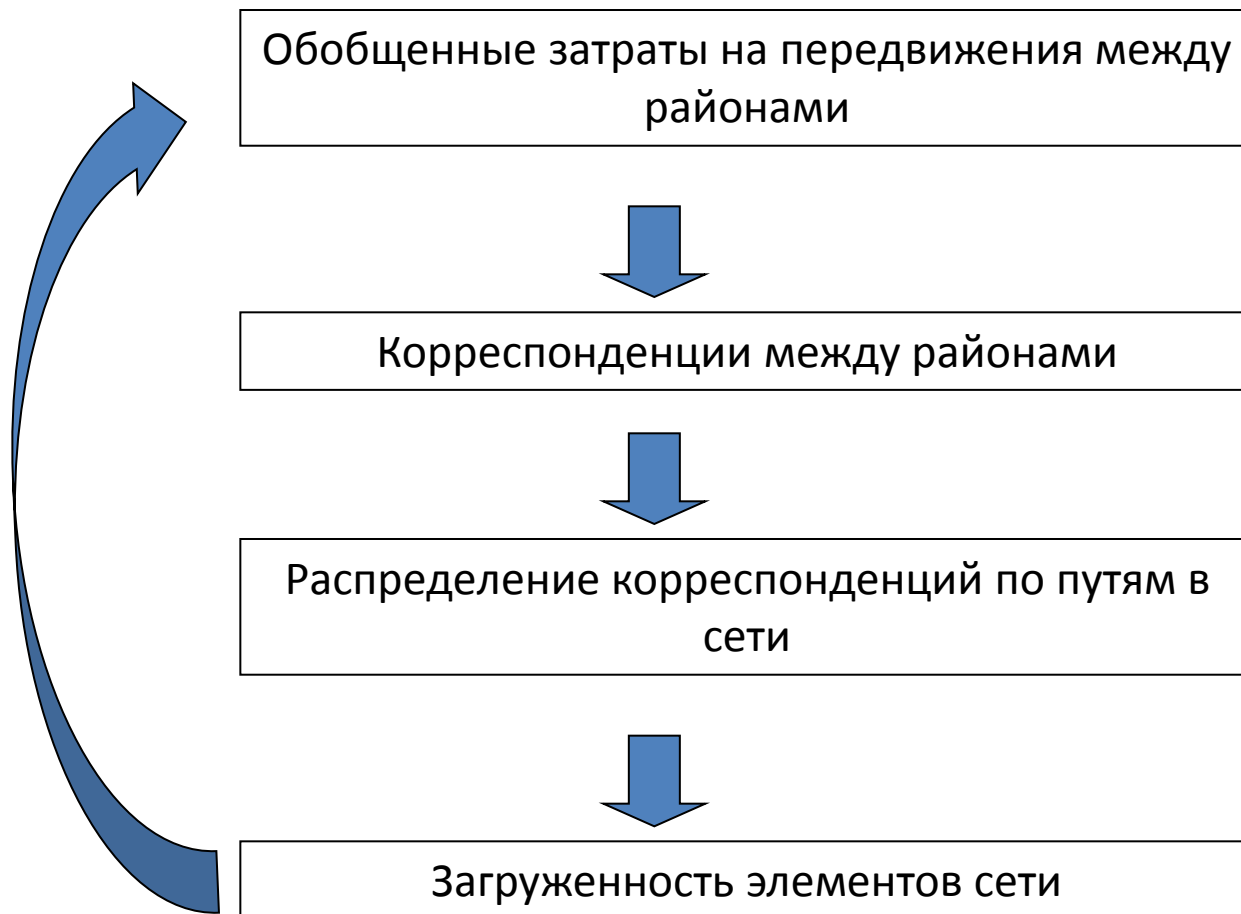 Обобщенные затраты на передвижения между
районами
Корреспонденции между районами
Распределение корреспонденций по путям в
сети
Загруженность элементов сети